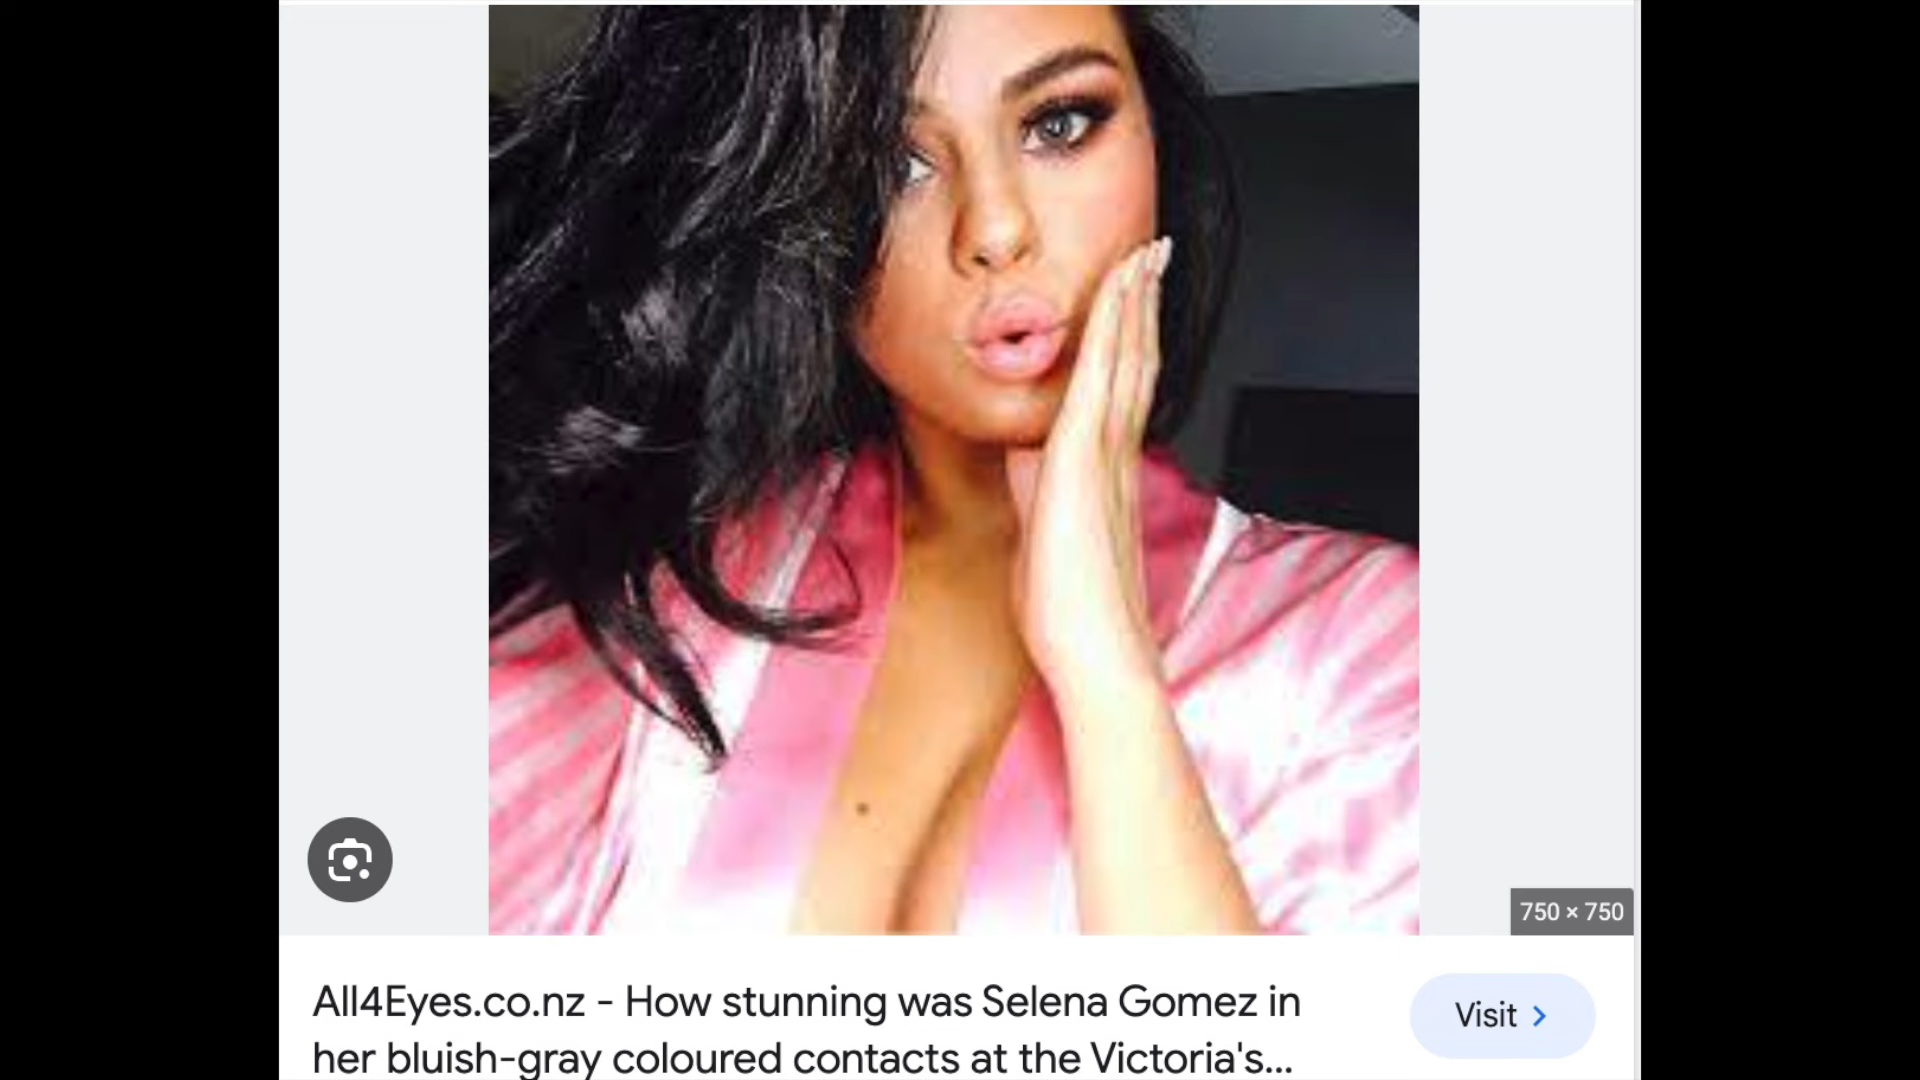 750 × 750
All4Eyes.co.nz - How stunning was Selena Gomez in
her bluish-gray coloured contacts at the Victoria's...
Visit